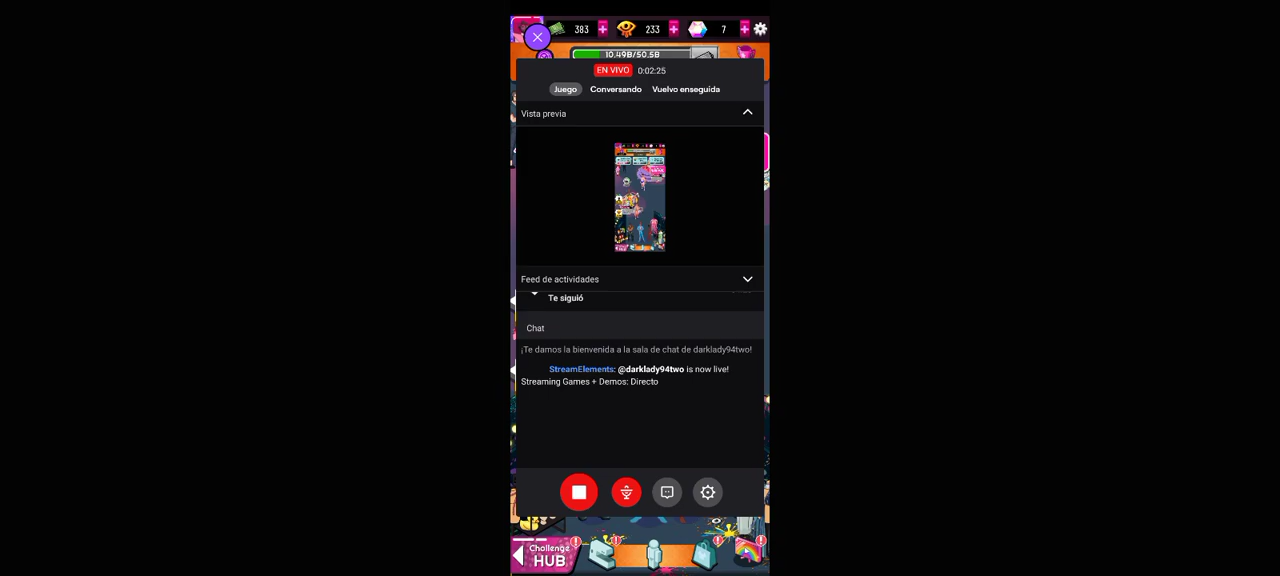 383
233
7
10.49B/50.5B
EN VIVO 0:02:25
Juego Conversando Vuelvo enseguida
Vista previa
Feed de actividades
Te siguió
Chat
¡Te damos la bienvenida a la sala de chat de darklady94two!
StreamElements: @darklady94two is now live!
Streaming Games + Demos: Directo
Challenge
HUB